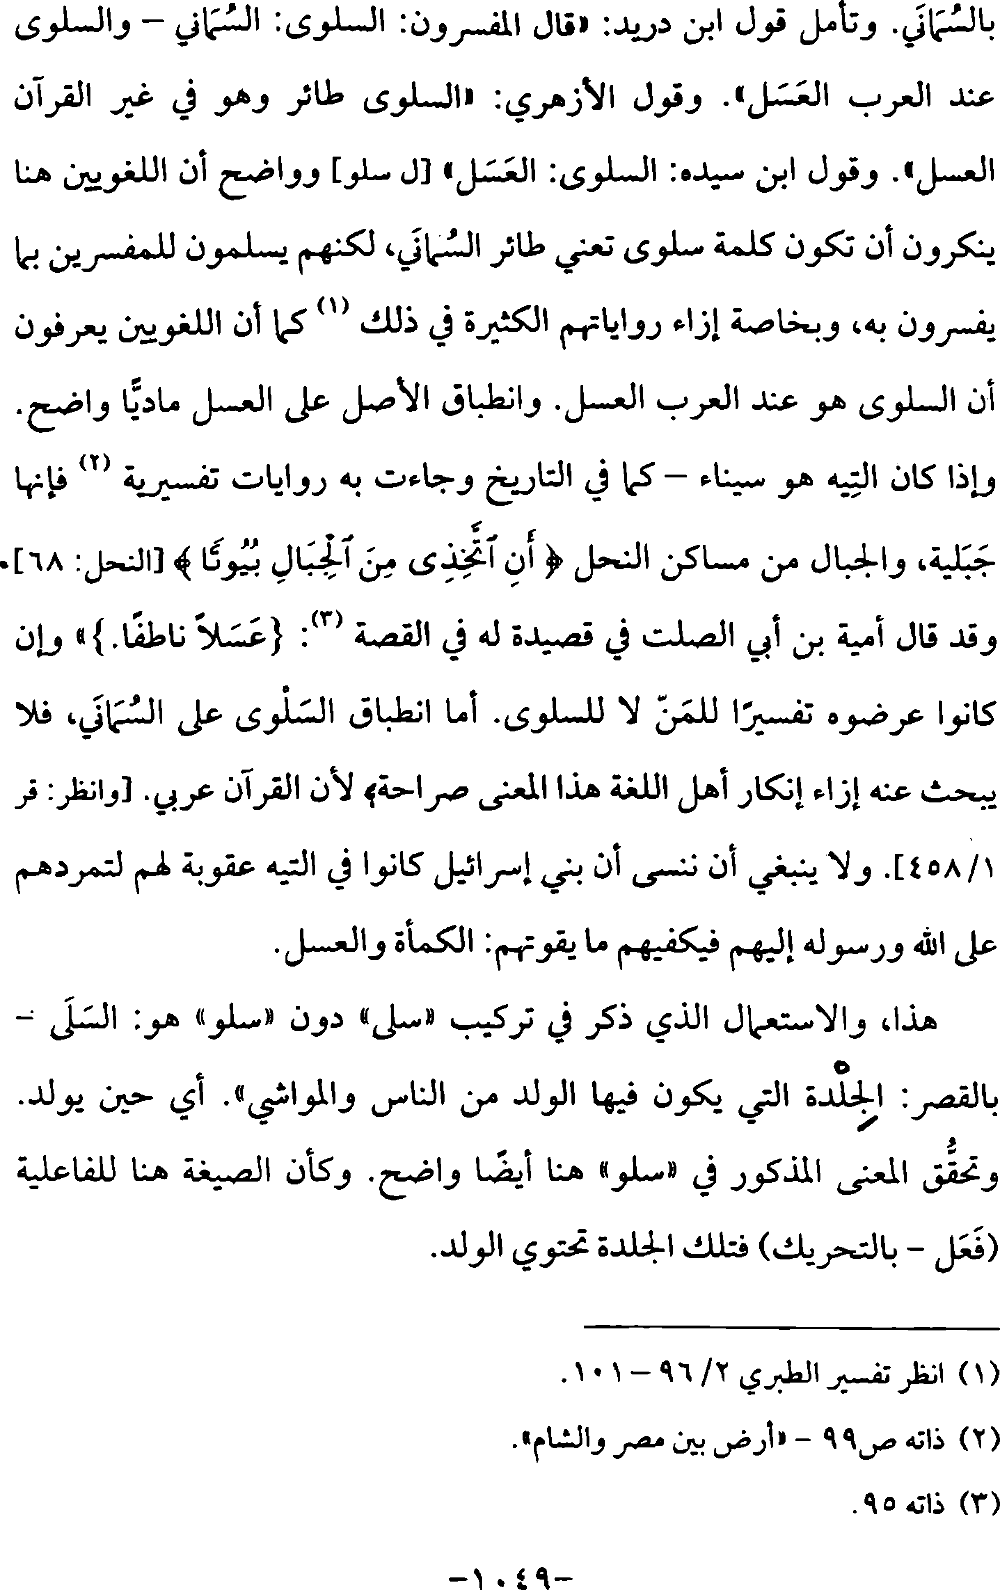 بالسُّمَانَي. وتأمل قول ابن دريد: «قال المفسرون: السلوى: السُّمَاني – والسلوى
عند العرب العَسَل». وقول الأزهري: «السلوى طائر وهو في غير القرآن
العسل». وقول ابن سيده: السلوى: العَسَل» [ل سلو] وواضح أن اللغويين هنا
ينكرون أن تكون كلمة سلوى تعني طائر السُّمانَي، لكنهم يسلمون للمفسرين بما
يفسرون به، وبخاصة إزاء رواياتهم الكثيرة في ذلك (١) كما أن اللغويين يعرفون
أن السلوى هو عند العرب العسل. وانطباق الأصل على العسل ماديًّا واضح.
وإذا كان التِيه هو سيناء – كما في التاريخ وجاءت به روايات تفسيرية (٢) فإنها
جَبَلية، والجبال من مساكن النحل ﴿أَنِ ٱتَّخِذِى مِنَ ٱلْجِبَالِ بُيُوتًا﴾ [النحل: ٦٨].
وقد قال أمية بن أبي الصلت في قصيدة له في القصة (٣): {عَسَلاً ناطفًا.}» وإن
كانوا عرضوه تفسيرًا للمَنّ لا للسلوى. أما انطباق السَلْوى على السُّمَانَي، فلا
يبحث عنه إزاء إنكار أهل اللغة هذا المعنى صراحة؛ لأن القرآن عربي. [وانظر: قر
١/ ٤٥٨]. ولا ينبغي أن ننسى أن بني إسرائيل كانوا في التيه عقوبة لهم لتمردهم
على الله ورسوله إليهم فيكفيهم ما يقوتهم: الكمأة والعسل.
هذا، والاستعمال الذي ذكر في تركيب «سلى» دون «سلو» هو: السَلَى –
بالقصر: الجِلْدة التي يكون فيها الولد من الناس والمواشي». أي حين يولد.
وتحقُّق المعنى المذكور في «سلو» هنا أيضًا واضح. وكأن الصيغة هنا للفاعلية
(فَعَل – بالتحريك) فتلك الجلدة تحتوي الولد.
(١) انظر تفسير الطبري ٢/ ٩٦ – ١٠١.
(٢) ذاته ص٩٩ – «أرض بين مصر والشام».
(٣) ذاته ٩٥.
-١٠٤٩-